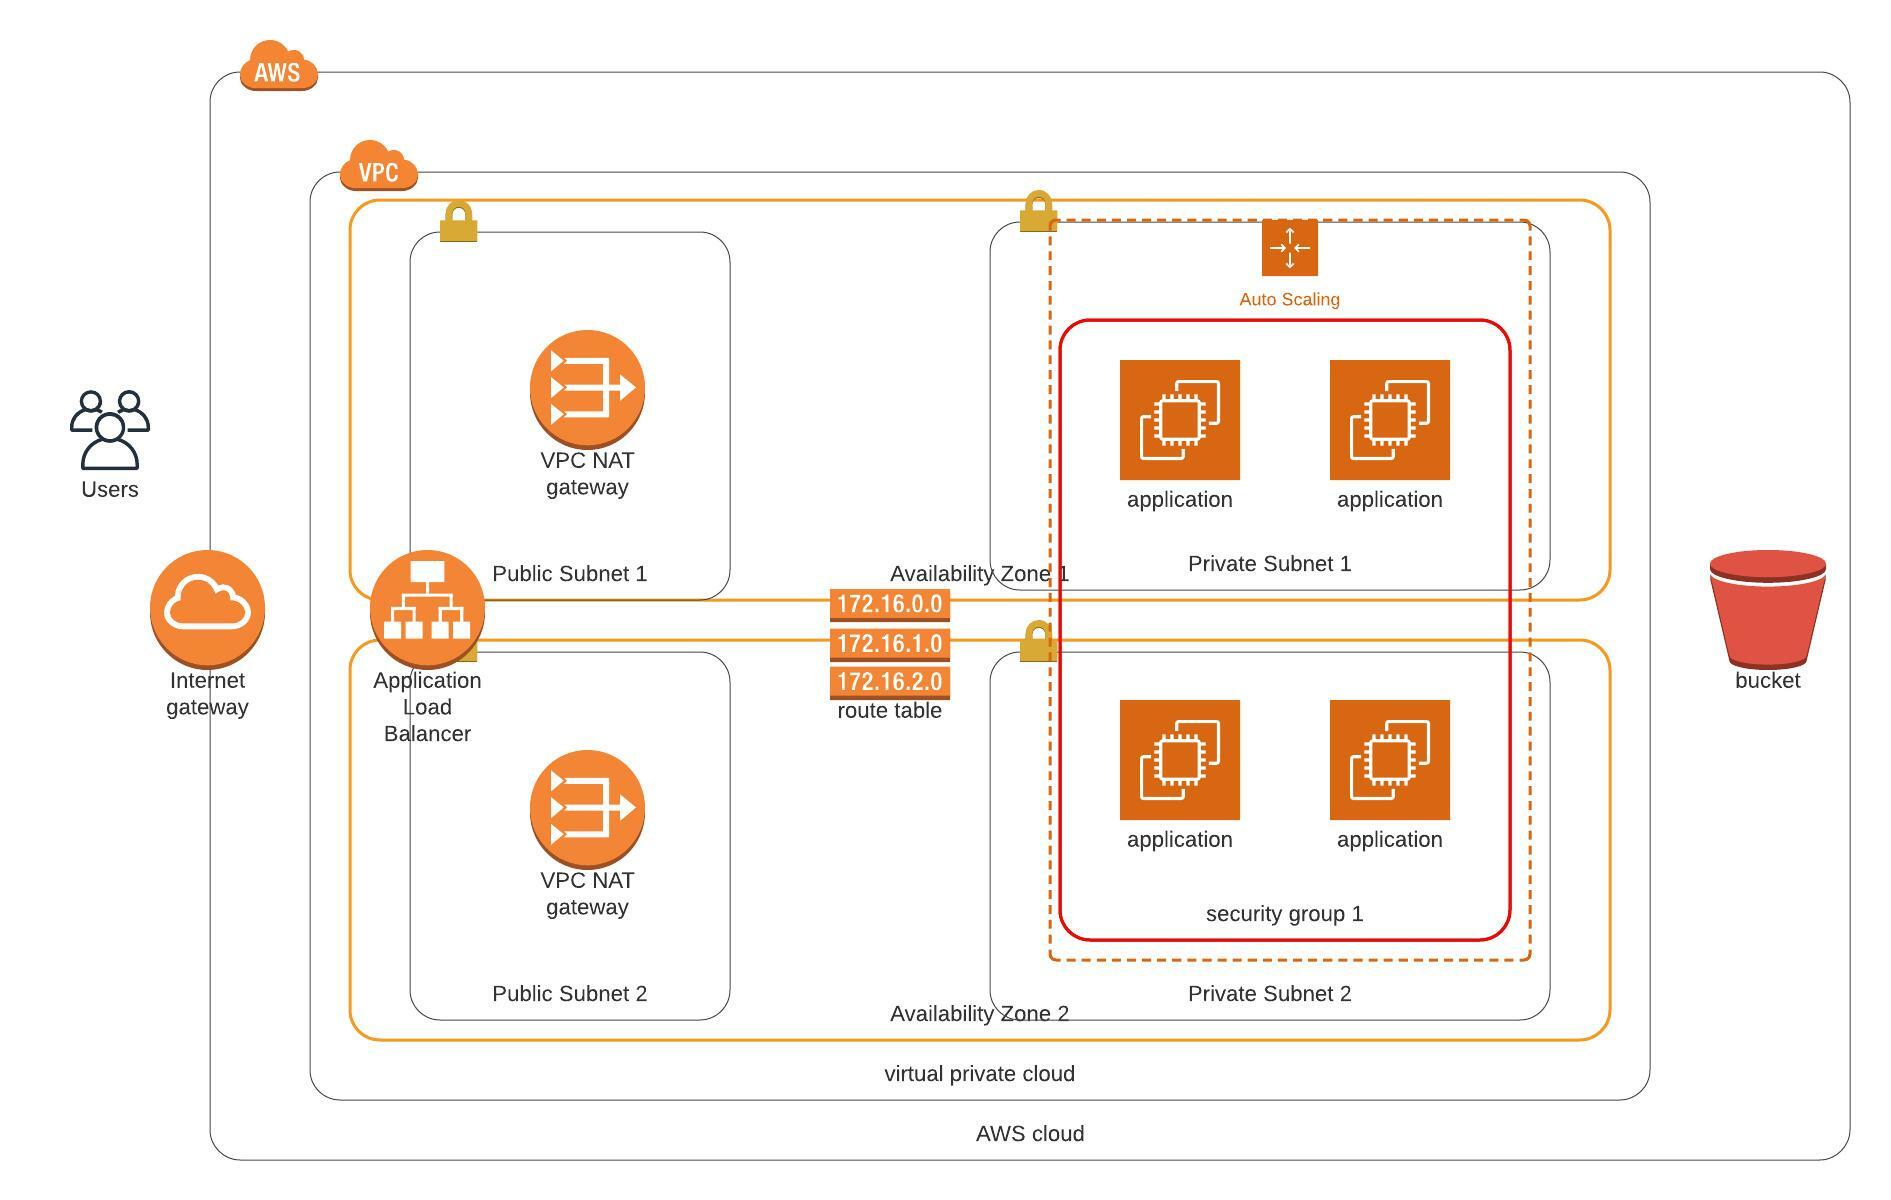 AWS
VPC
Auto Scaling
VPC NAT
gateway
application
application
Users
Public Subnet 1
Availability Zone 1
Private Subnet 1
172.16.0.0
172.16.1.0
172.16.2.0
route table
Internet
gateway
Application
Load
Balancer
bucket
application
application
VPC NAT
gateway
security group 1
Public Subnet 2
Private Subnet 2
Availability Zone 2
virtual private cloud
AWS cloud